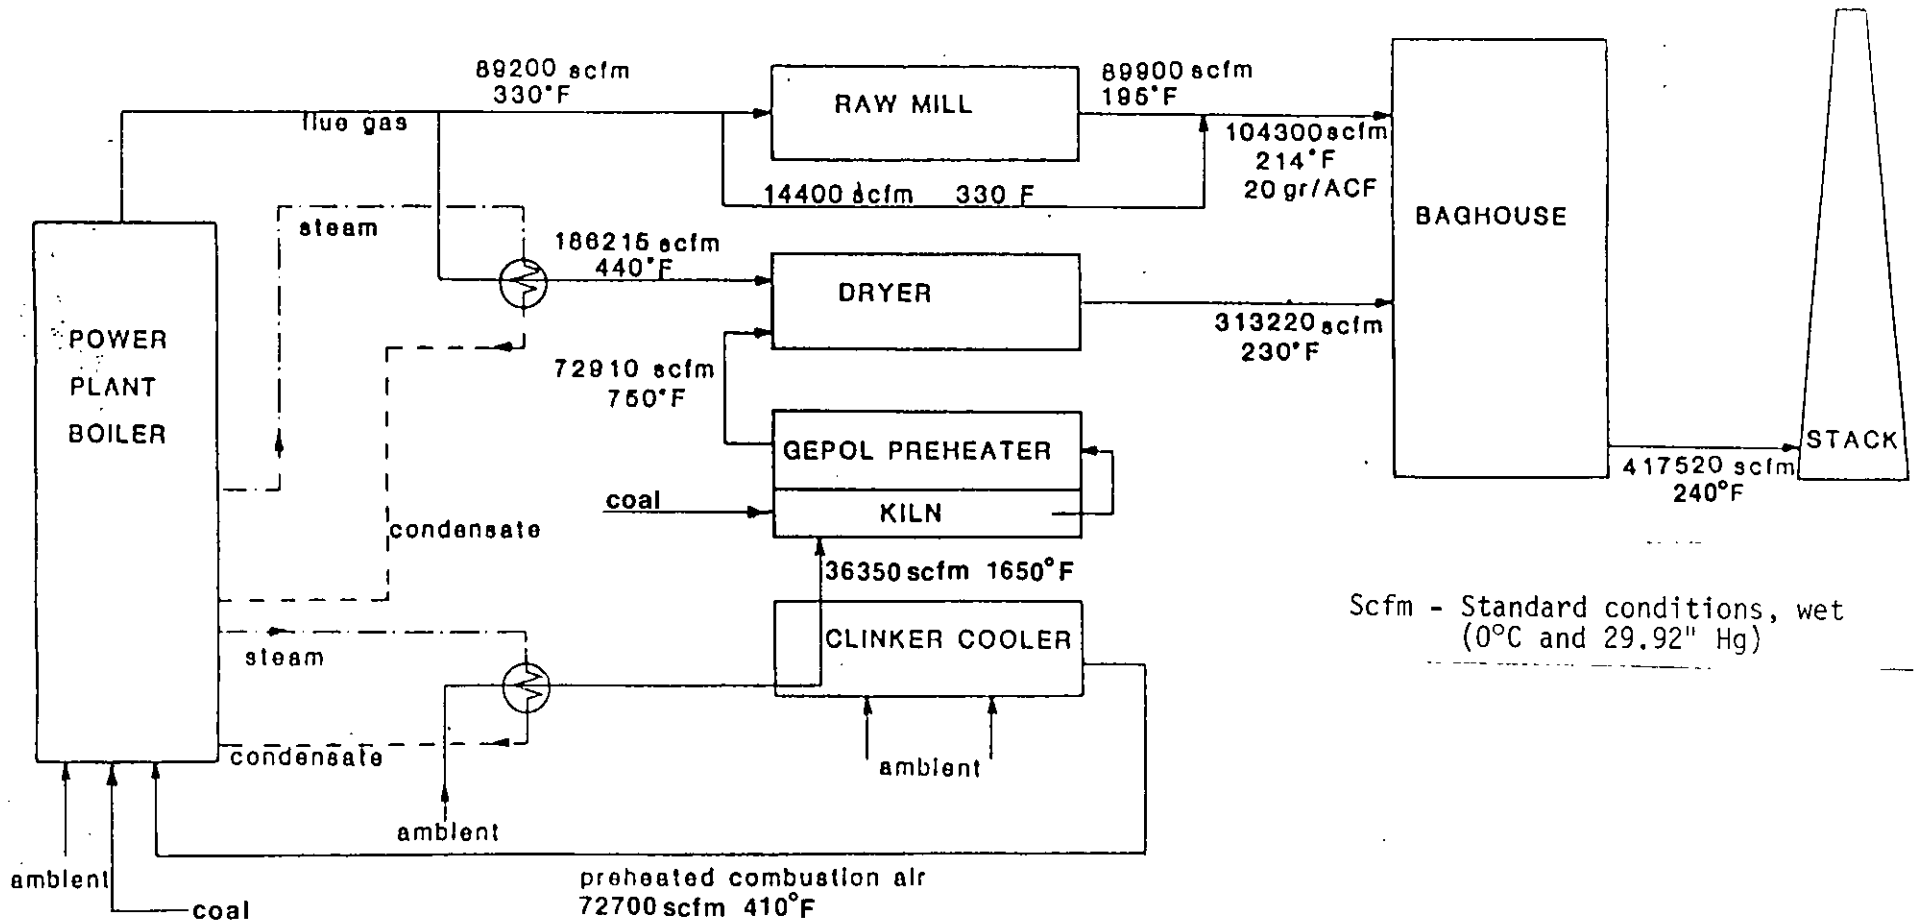 89200 scfm
330°F
flue gas
RAW MILL
89900 scfm
195°F
104300 scfm
214°F
20 gr/ACF
14400 scfm 330 F
BAGHOUSE
STACK
417520 scfm
240°F
steam
186215 scfm
440°F
DRYER
313220 scfm
230°F
72910 scfm
750°F
POWER
PLANT
BOILER
GEPOL PREHEATER
KILN
coal
condensate
36350 scfm 1650°F
CLINKER COOLER
steam
condensate
ambient
ambient
ambient
coal
preheated combustion air
72700 scfm 410°F
Scfm - Standard conditions, wet
(0°C and 29.92" Hg)